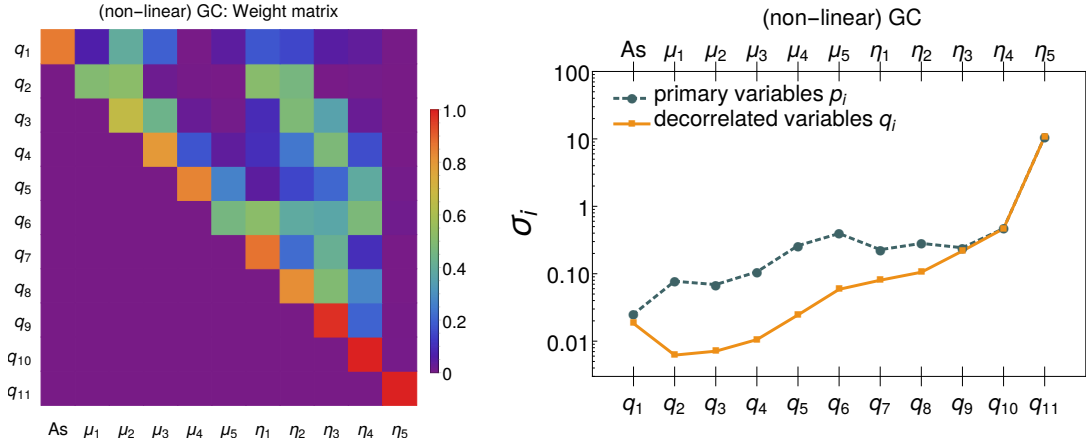 (non−linear) GC: Weight matrix
q1
q2
q3
q4
q5
q6
q7
q8
q9
q10
q11
As μ1 μ2 μ3 μ4 μ5 η1 η2 η3 η4 η5
1.0
0.8
0.6
0.4
0.2
0
(non−linear) GC
As μ1 μ2 μ3 μ4 μ5 η1 η2 η3 η4 η5
100
10
1
0.10
0.01
σi
primary variables pi
decorrelated variables qi
q1 q2 q3 q4 q5 q6 q7 q8 q9 q10 q11